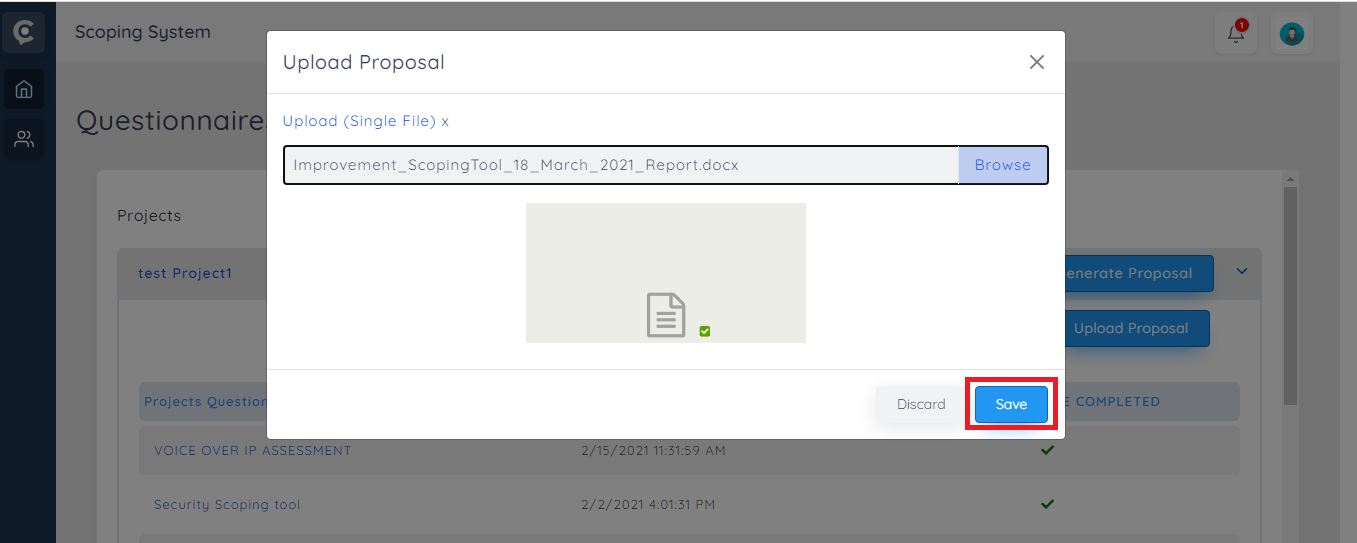 Scoping System
1
Upload Proposal
Questionnaire
Upload (Single File) x
Improvement_ScopingTool_18_March_2021_Report.docx
Browse
Projects
test Project1
enerate Proposal
Upload Proposal
Discard
Save
Projects Question
E COMPLETED
VOICE OVER IP ASSESSMENT
2/15/2021 11:31:59 AM
Security Scoping tool
2/2/2021 4:01:31 PM